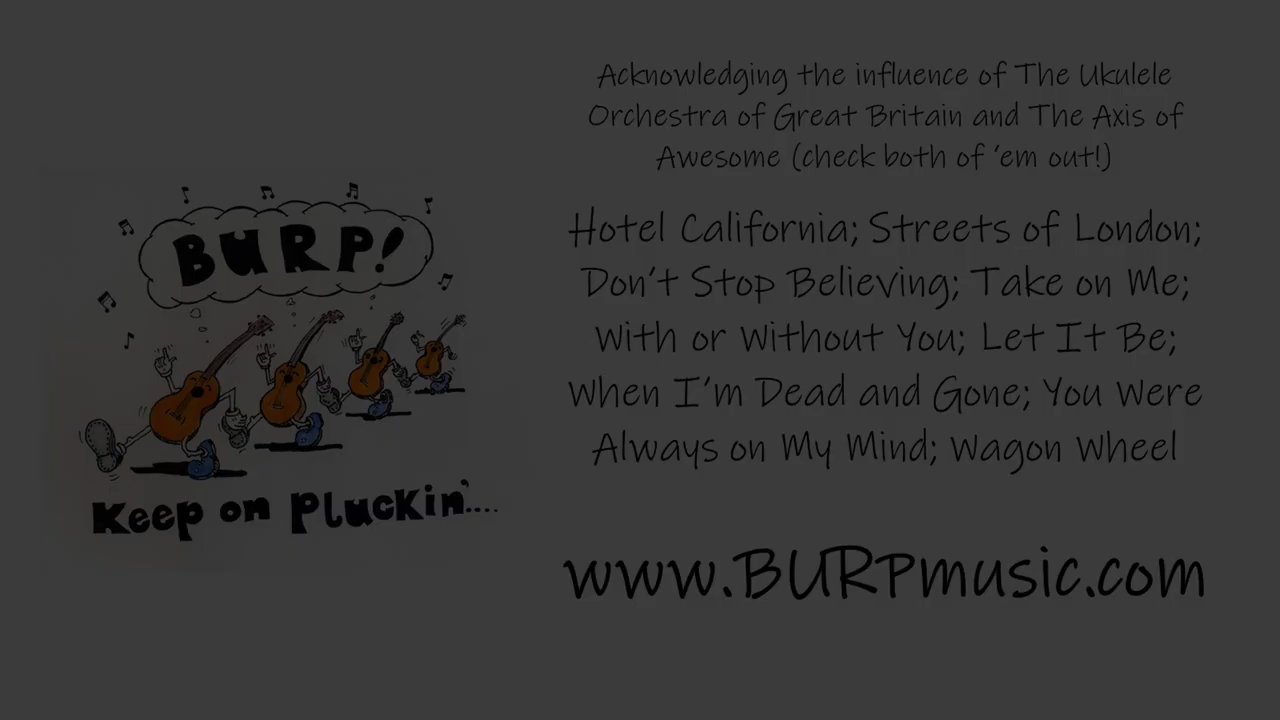 BURP!
Keep on Pluckin'....
Acknowledging the influence of The Ukulele
Orchestra of Great Britain and The Axis of
Awesome (check both of ‘em out!)
Hotel California; Streets of London;
Don’t Stop Believing; Take on Me;
With or Without You; Let It Be;
When I’m Dead and Gone; You Were
Always on My Mind; Wagon Wheel
www.BURPmusic.com